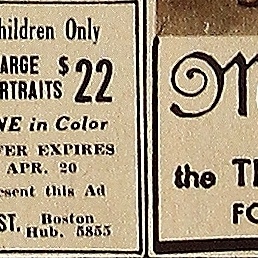 hildren Only
ARGE $22
RTRAITS
NE in Color
ER EXPIRES
APR. 20
esent this Ad
ST. Boston
Hub. 5855
the T
FO